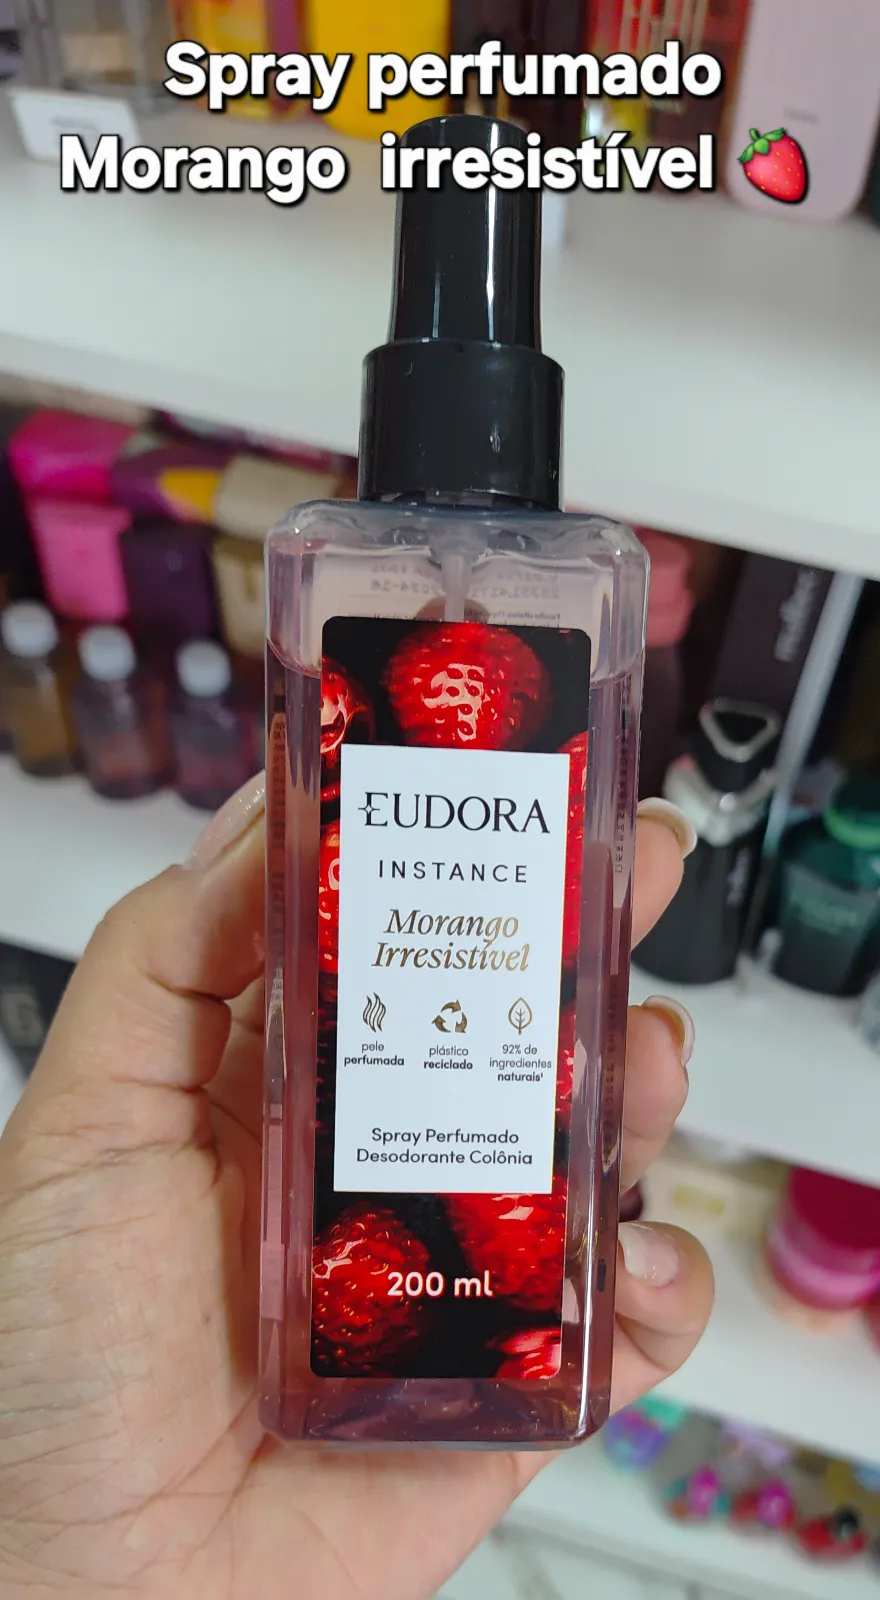 Spray perfumado
Morango irresistível 🍓
EUDORA
INSTANCE
Morango
Irresistível
pele
perfumada
plástico
reciclado
92% de
ingredientes
naturais¹
Spray Perfumado
Desodorante Colônia
200 ml